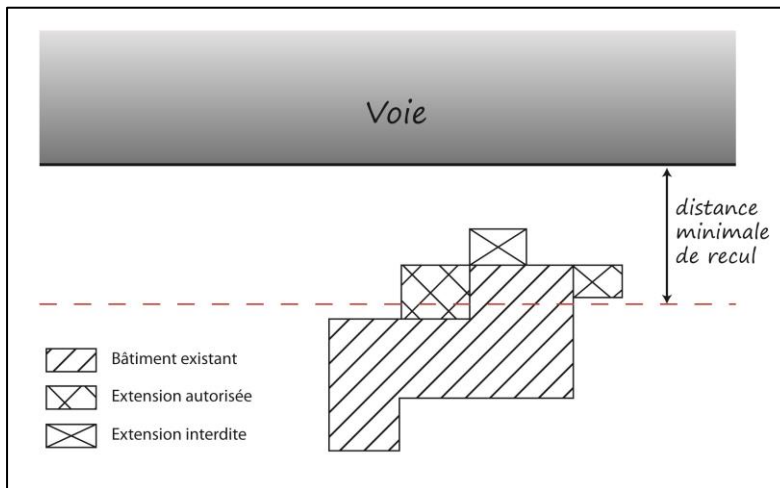 Voie
distance
minimale
de recul
Bâtiment existant
Extension autorisée
Extension interdite